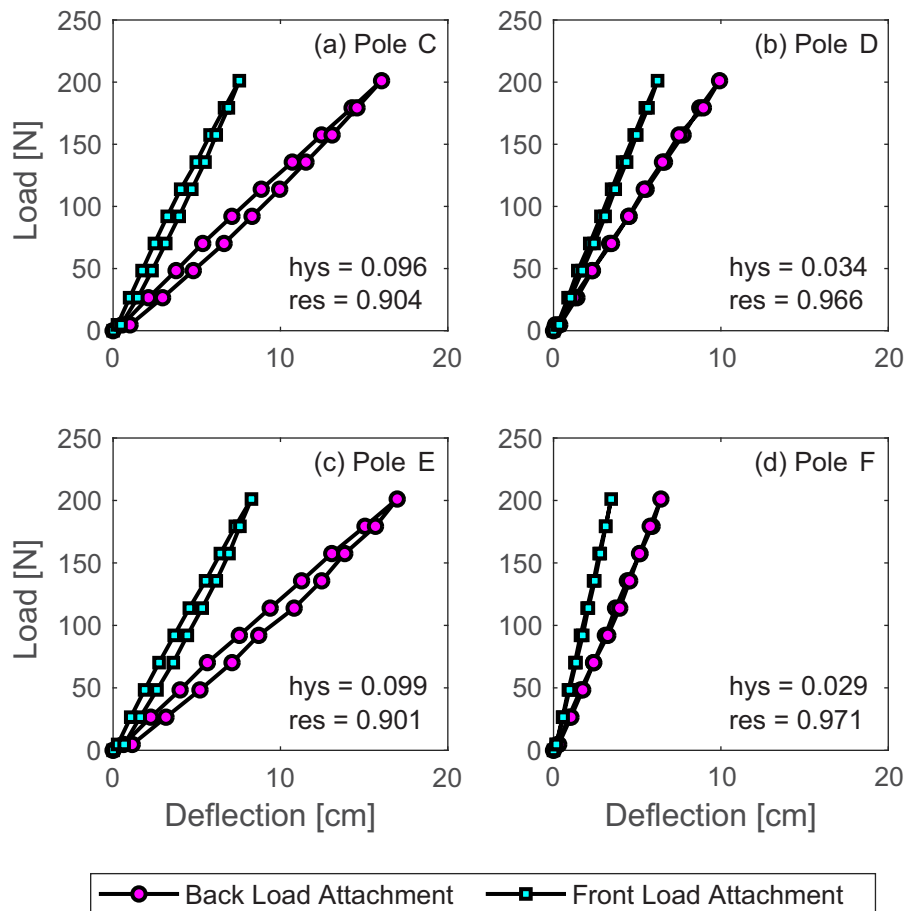 250
200
150
100
50
0
Load [N]
(a) Pole C
hys = 0.096
res = 0.904
0 10 20
250
200
150
100
50
0
(b) Pole D
hys = 0.034
res = 0.966
0 10 20
250
200
150
100
50
0
Load [N]
(c) Pole E
hys = 0.099
res = 0.901
0 10 20
Deflection [cm]
250
200
150
100
50
0
(d) Pole F
hys = 0.029
res = 0.971
0 10 20
Deflection [cm]
Back Load Attachment Front Load Attachment